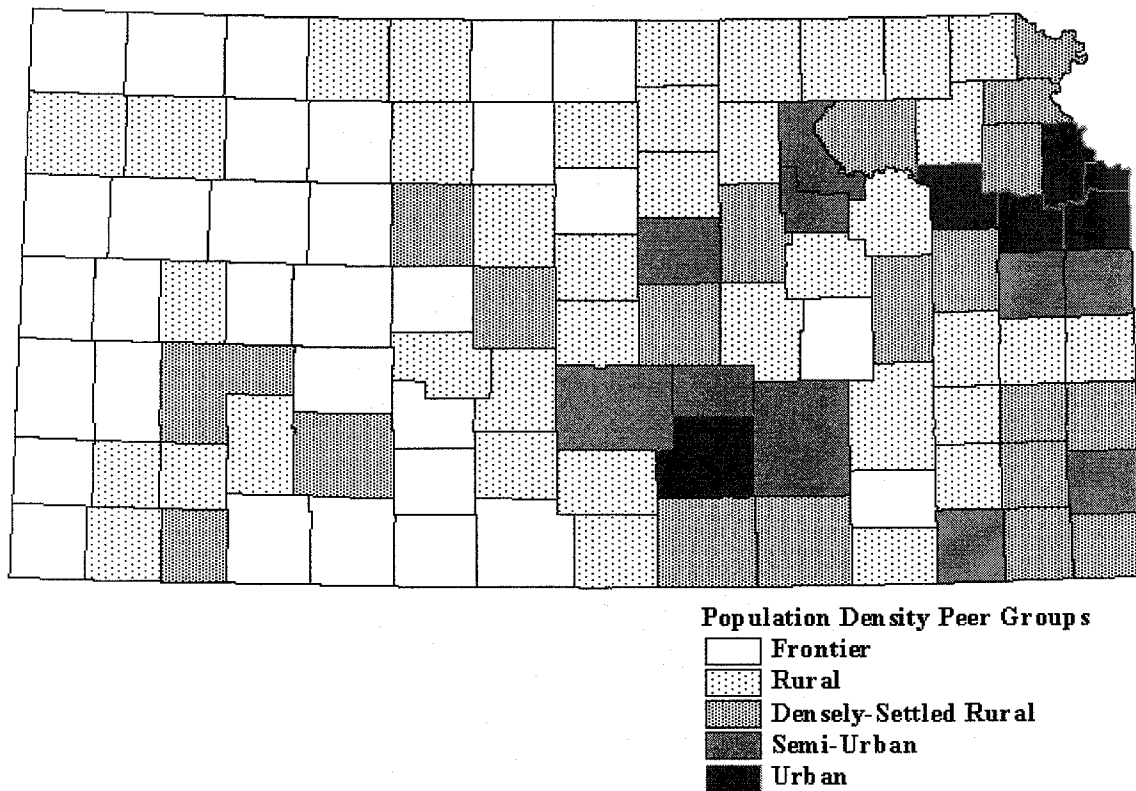 Population Density Peer Groups
Frontier
Rural
Densely-Settled Rural
Semi-Urban
Urban